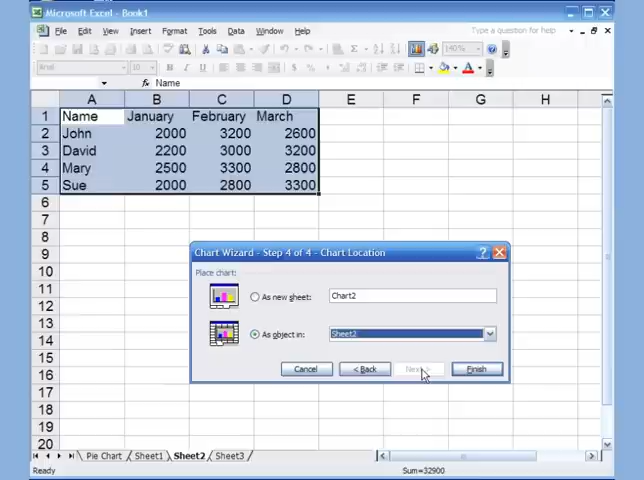 Microsoft Excel - Book1
File Edit View Insert Format Tools Data Window Help
Type a question for help
140%
Arial 10
Name
A B C D E F G H
1 Name January February March
2 John 2000 3200 2600
3 David 2200 3000 3200
4 Mary 2500 3300 2800
5 Sue 2000 2800 3300
6
7
8
9
10
11
12
13
14
15
16
17
18
19
20
Chart Wizard - Step 4 of 4 - Chart Location
Place chart:
As new sheet: Chart2
As object in: Sheet2
Cancel < Back Next > Finish
Pie Chart Sheet1 Sheet2 Sheet3
Ready Sum=32900